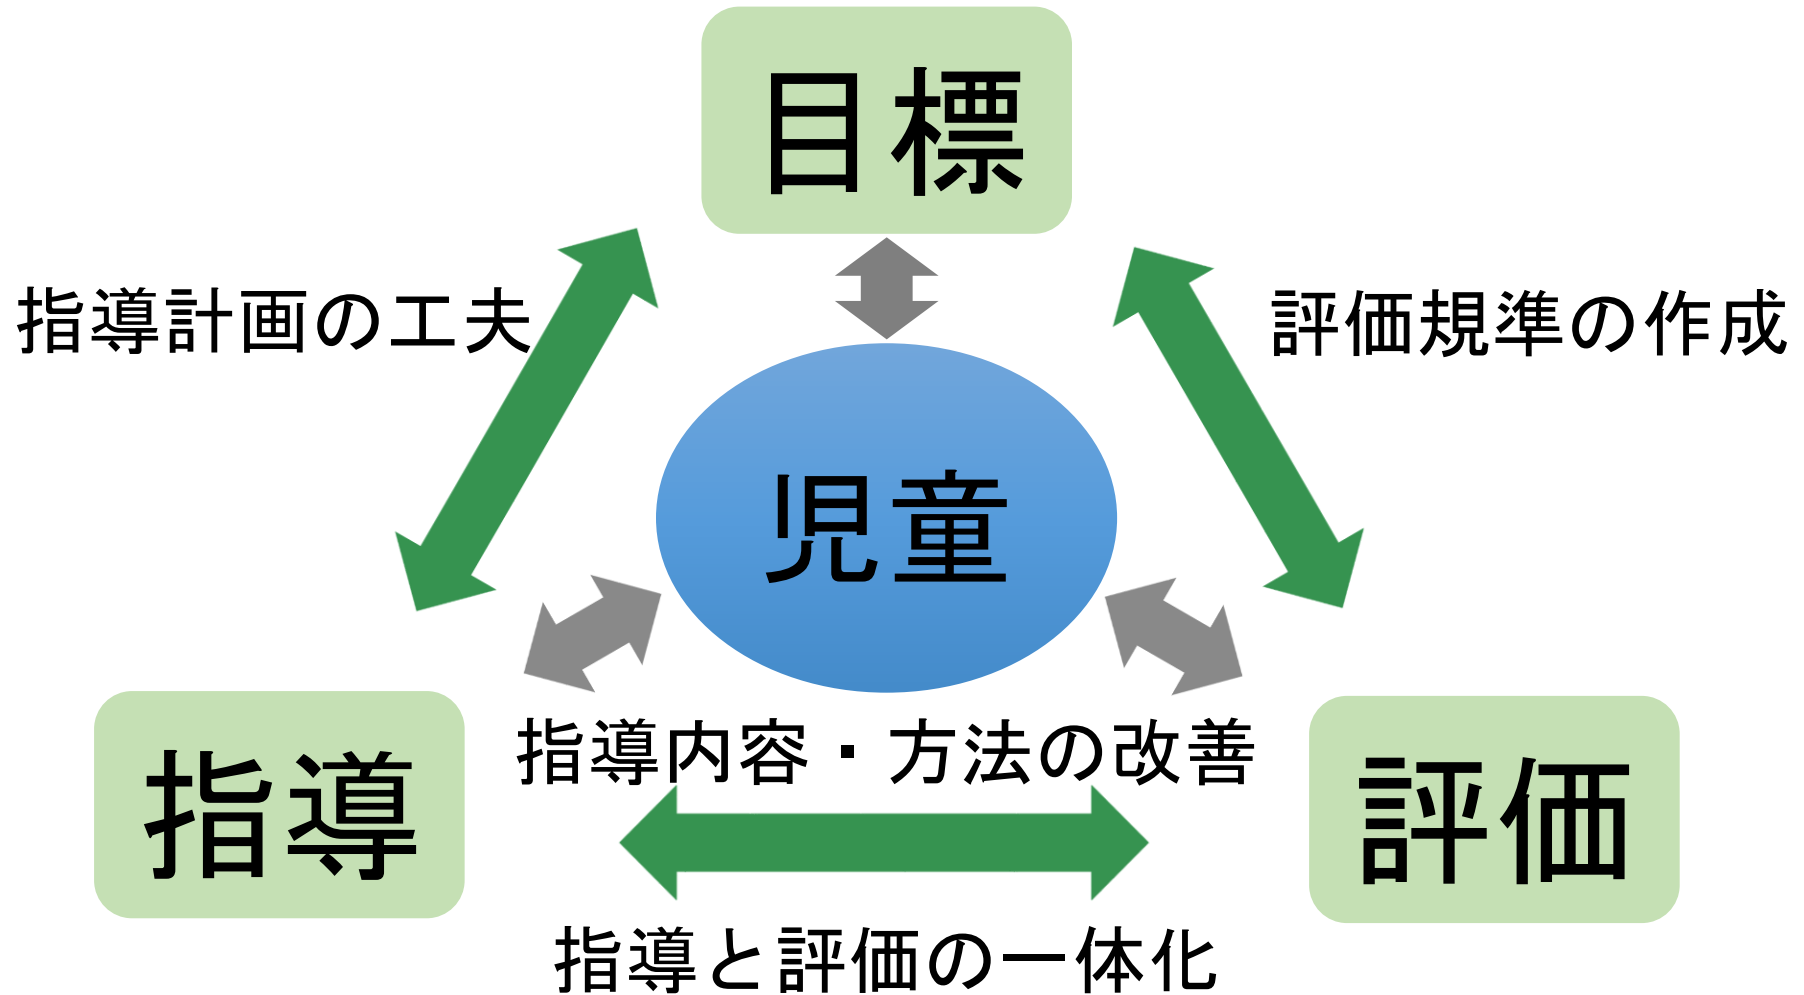 目標
指導計画の工夫
評価規準の作成
児童
指導内容・方法の改善
指導
評価
指導と評価の一体化